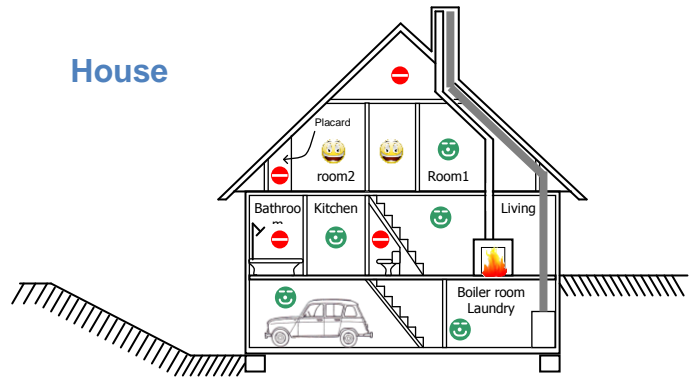 House
Placard
room2
Room1
Bathroo
m
Kitchen
Living
Boiler room
Laundry